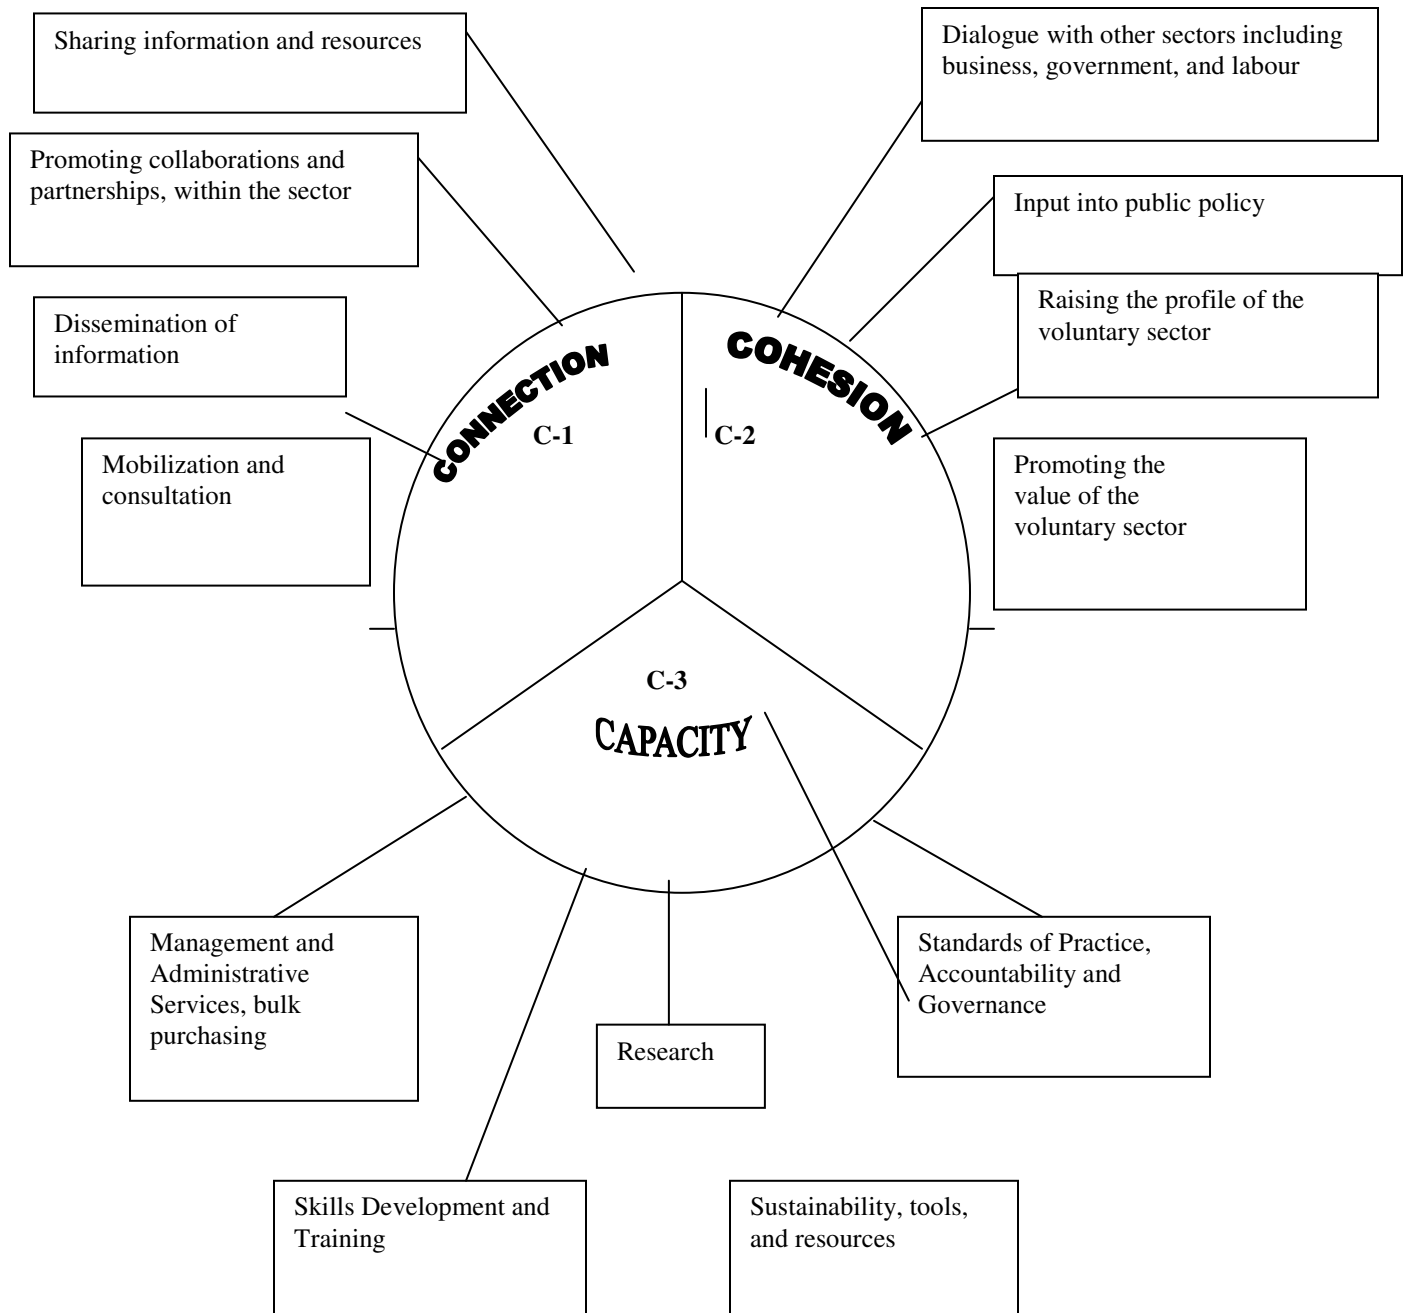 Sharing information and resources
Dialogue with other sectors including
business, government, and labour
Promoting collaborations and
partnerships, within the sector
Input into public policy
Dissemination of
information
Raising the profile of the
voluntary sector
CONNECTION
C-1
COHESION
C-2
Mobilization and
consultation
Promoting the
value of the
voluntary sector
C-3
CAPACITY
Management and
Administrative
Services, bulk
purchasing
Research
Standards of Practice,
Accountability and
Governance
Skills Development and
Training
Sustainability, tools,
and resources